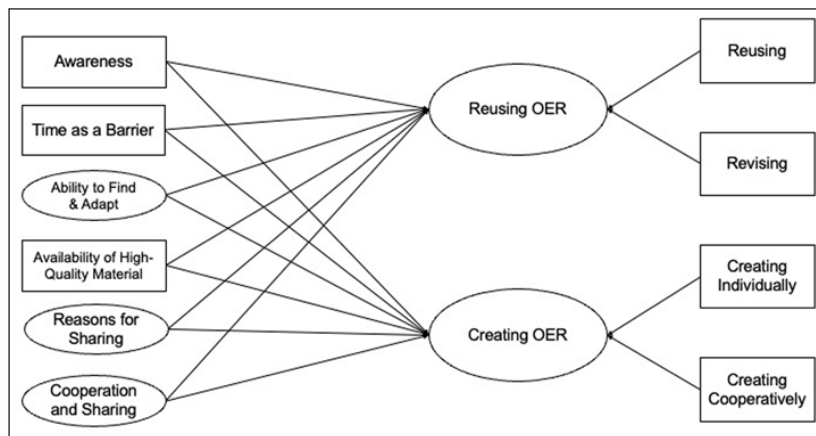 Awareness
Time as a Barrier
Ability to Find
& Adapt
Availability of High-
Quality Material
Reasons for
Sharing
Cooperation
and Sharing
Reusing OER
Creating OER
Reusing
Revising
Creating
Individually
Creating
Cooperatively